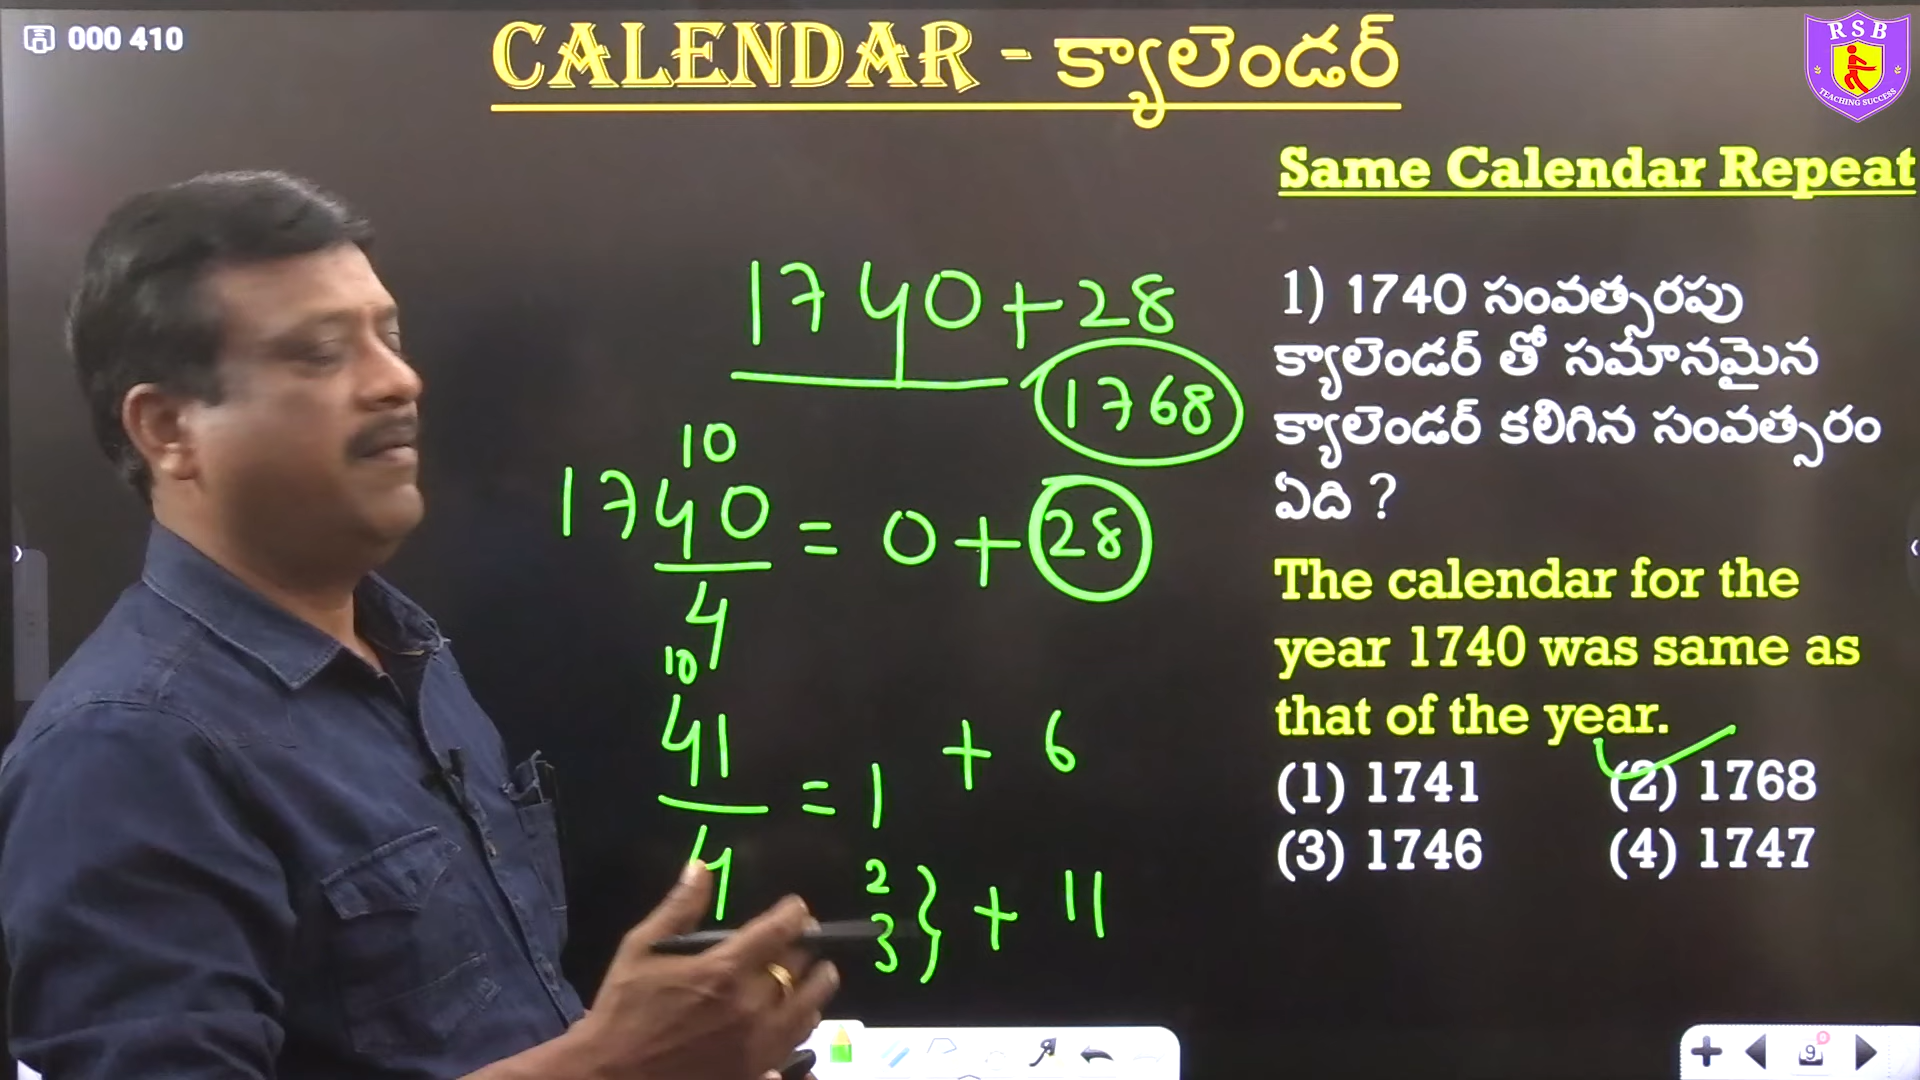 000 410
CALENDAR - క్యాలెండర్
RSB
TEACHING SUCCESS
Same Calendar Repeat
1740+28
1768
10
1740 = 0 + 28
4
10
41 = 1 + 6
4
2
3 } + 11
1) 1740 సంవత్సరపు
క్యాలెండర్ తో సమానమైన
క్యాలెండర్ కలిగిన సంవత్సరం
ఏది ?
The calendar for the
year 1740 was same as
that of the year.
(1) 1741 (2) 1768
(3) 1746 (4) 1747
9